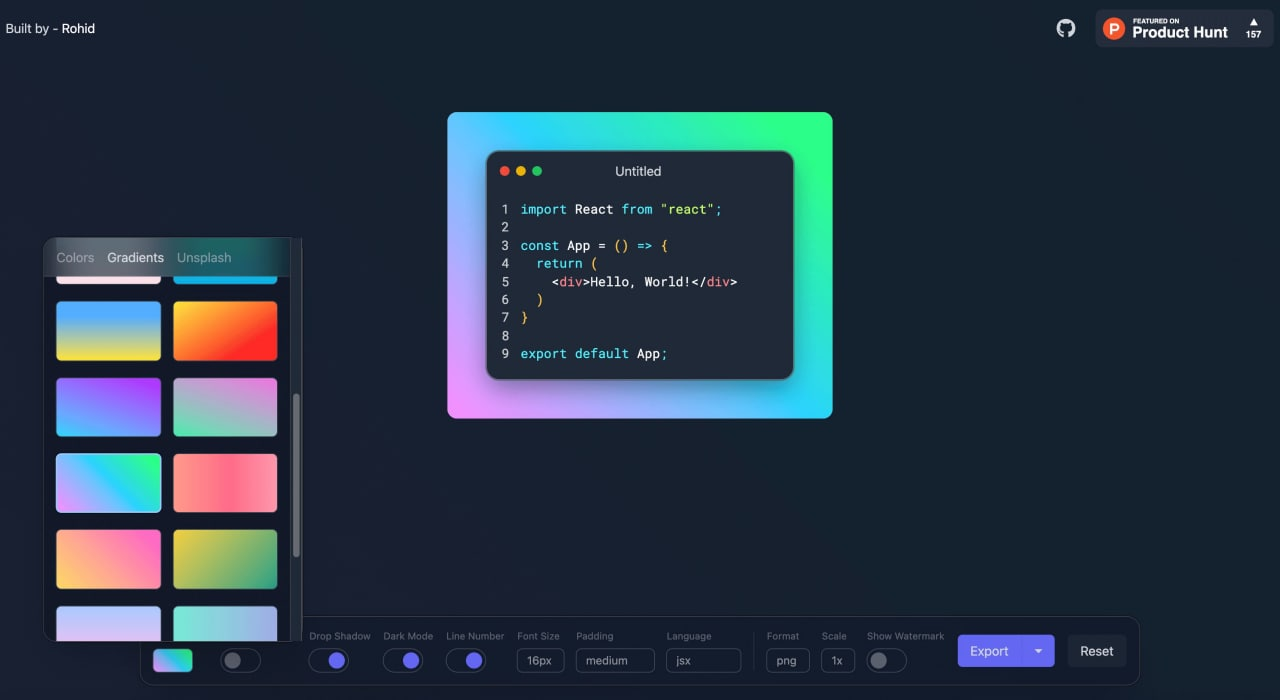 Built by - Rohid
P
FEATURED ON
Product Hunt
157
Untitled
1 import React from "react";
2
3 const App = () => {
4 return (
5 <div>Hello, World!</div>
6 )
7 }
8
9 export default App;
Colors Gradients Unsplash
Drop Shadow Dark Mode Line Number Font Size Padding Language Format Scale Show Watermark
16px medium jsx png 1x
Export
Reset